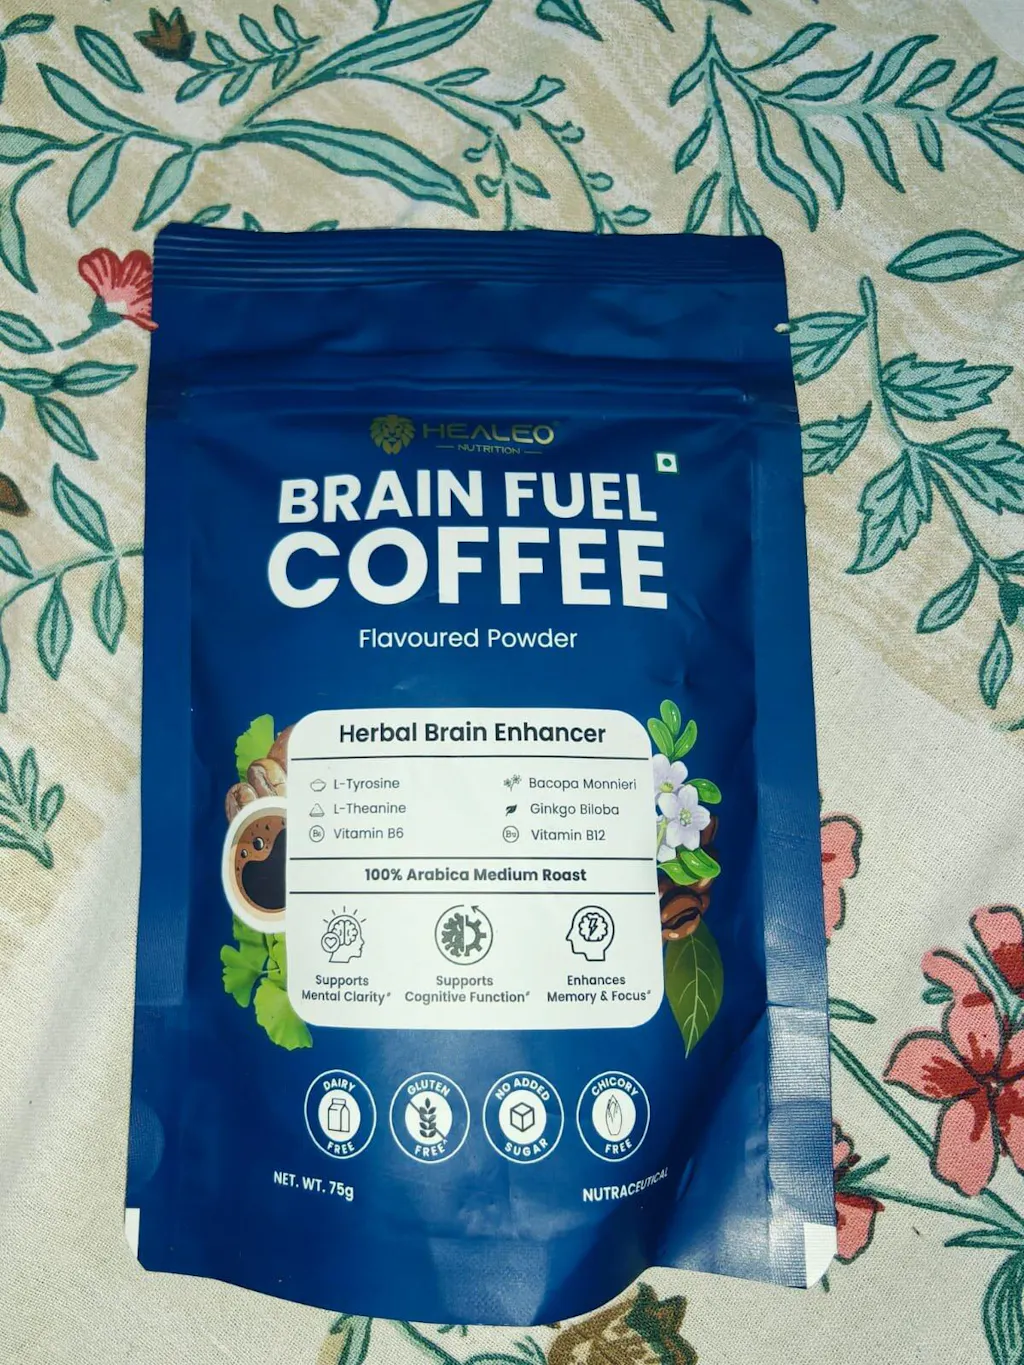 HEALEO
NUTRITION
BRAIN FUEL
COFFEE
Flavoured Powder
Herbal Brain Enhancer
L-Tyrosine
Bacopa Monnieri
L-Theanine
Ginkgo Biloba
B6 Vitamin B6
B12 Vitamin B12
100% Arabica Medium Roast
Supports
Mental Clarity#
Supports
Cognitive Function#
Enhances
Memory & Focus#
DAIRY
FREE
GLUTEN
FREE
NO ADDED
SUGAR
CHICORY
FREE
NET. WT. 75g
NUTRACEUTICAL